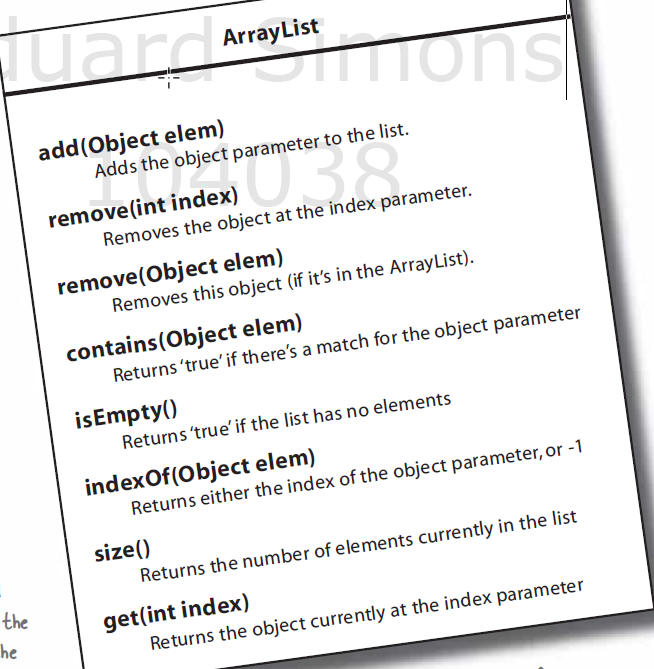 ArrayList
duard Simons
add(Object elem)
Adds the object parameter to the list.
104038
remove(int index)
Removes the object at the index parameter.
remove(Object elem)
Removes this object (if it's in the ArrayList).
contains(Object elem)
Returns 'true' if there's a match for the object parameter
isEmpty()
Returns 'true' if the list has no elements
indexOf(Object elem)
Returns either the index of the object parameter, or -1
size()
Returns the number of elements currently in the list
get(int index)
Returns the object currently at the index parameter
the
he